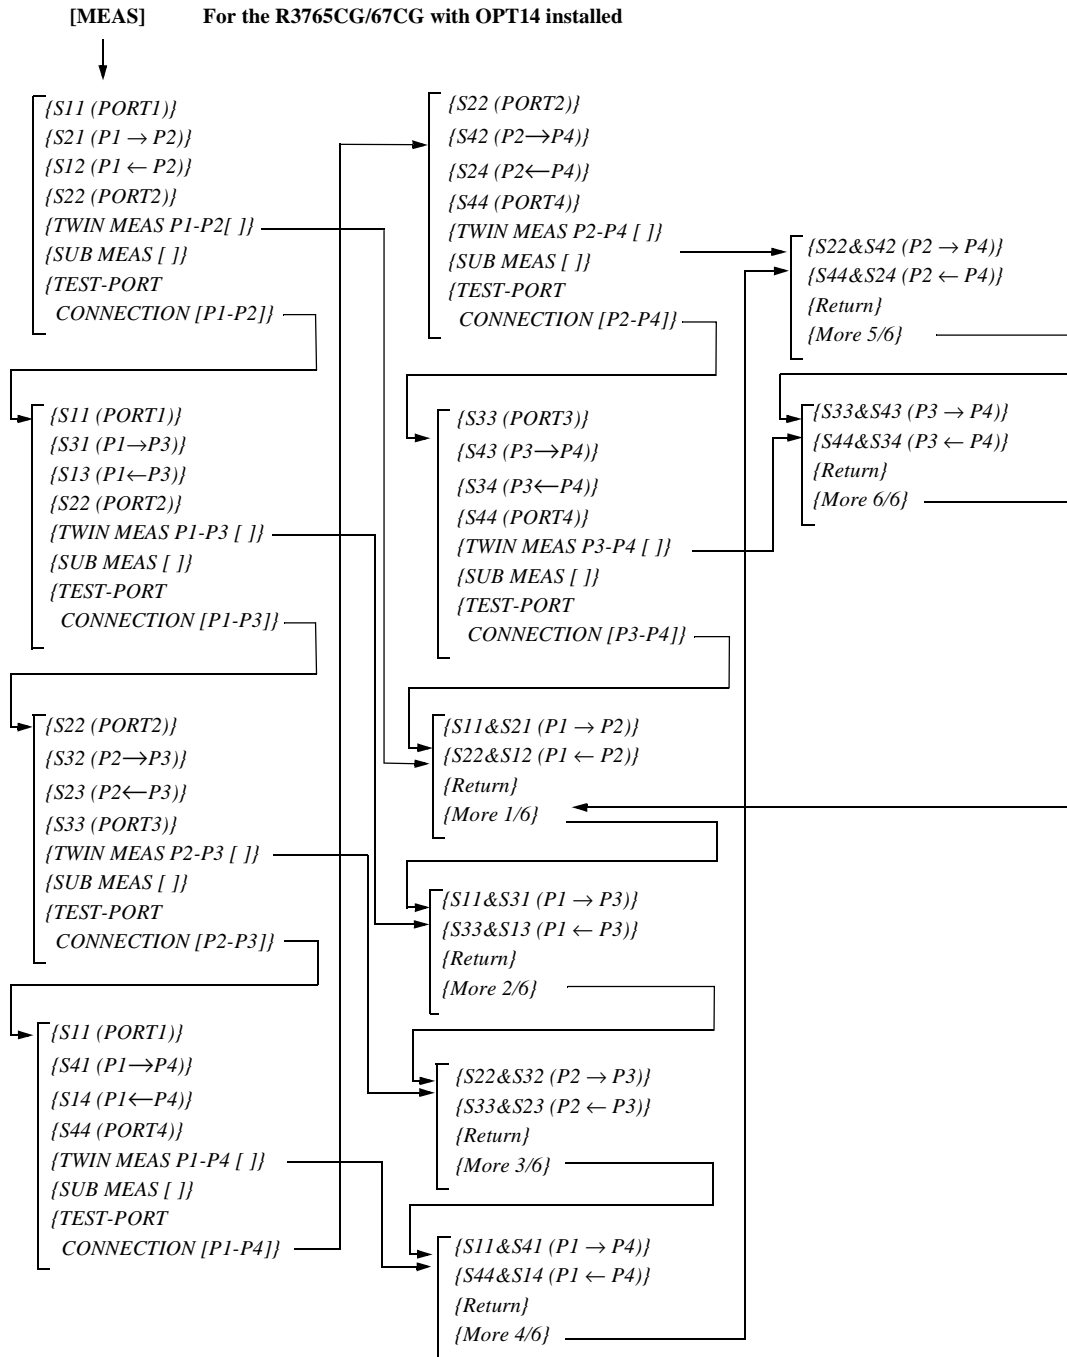 [MEAS] For the R3765CG/67CG with OPT14 installed
{S11 (PORT1)}
{S21 (P1 → P2)}
{S12 (P1 ← P2)}
{S22 (PORT2)}
{TWIN MEAS P1-P2[ ]}
{SUB MEAS [ ]}
{TEST-PORT
CONNECTION [P1-P2]}
{S11 (PORT1)}
{S31 (P1→P3)}
{S13 (P1←P3)}
{S22 (PORT2)}
{TWIN MEAS P1-P3 [ ]}
{SUB MEAS [ ]}
{TEST-PORT
CONNECTION [P1-P3]}
{S22 (PORT2)}
{S32 (P2→P3)}
{S23 (P2←P3)}
{S33 (PORT3)}
{TWIN MEAS P2-P3 [ ]}
{SUB MEAS [ ]}
{TEST-PORT
CONNECTION [P2-P3]}
{S11 (PORT1)}
{S41 (P1→P4)}
{S14 (P1←P4)}
{S44 (PORT4)}
{TWIN MEAS P1-P4 [ ]}
{SUB MEAS [ ]}
{TEST-PORT
CONNECTION [P1-P4]}
{S22 (PORT2)}
{S42 (P2→P4)}
{S24 (P2←P4)}
{S44 (PORT4)}
{TWIN MEAS P2-P4 [ ]}
{SUB MEAS [ ]}
{TEST-PORT
CONNECTION [P2-P4]}
{S33 (PORT3)}
{S43 (P3→P4)}
{S34 (P3←P4)}
{S44 (PORT4)}
{TWIN MEAS P3-P4 [ ]}
{SUB MEAS [ ]}
{TEST-PORT
CONNECTION [P3-P4]}
{S11&S21 (P1 → P2)}
{S22&S12 (P1 ← P2)}
{Return}
{More 1/6}
{S11&S31 (P1 → P3)}
{S33&S13 (P1 ← P3)}
{Return}
{More 2/6}
{S22&S32 (P2 → P3)}
{S33&S23 (P2 ← P3)}
{Return}
{More 3/6}
{S11&S41 (P1 → P4)}
{S44&S14 (P1 ← P4)}
{Return}
{More 4/6}
{S22&S42 (P2 → P4)}
{S44&S24 (P2 ← P4)}
{Return}
{More 5/6}
{S33&S43 (P3 → P4)}
{S44&S34 (P3 ← P4)}
{Return}
{More 6/6}